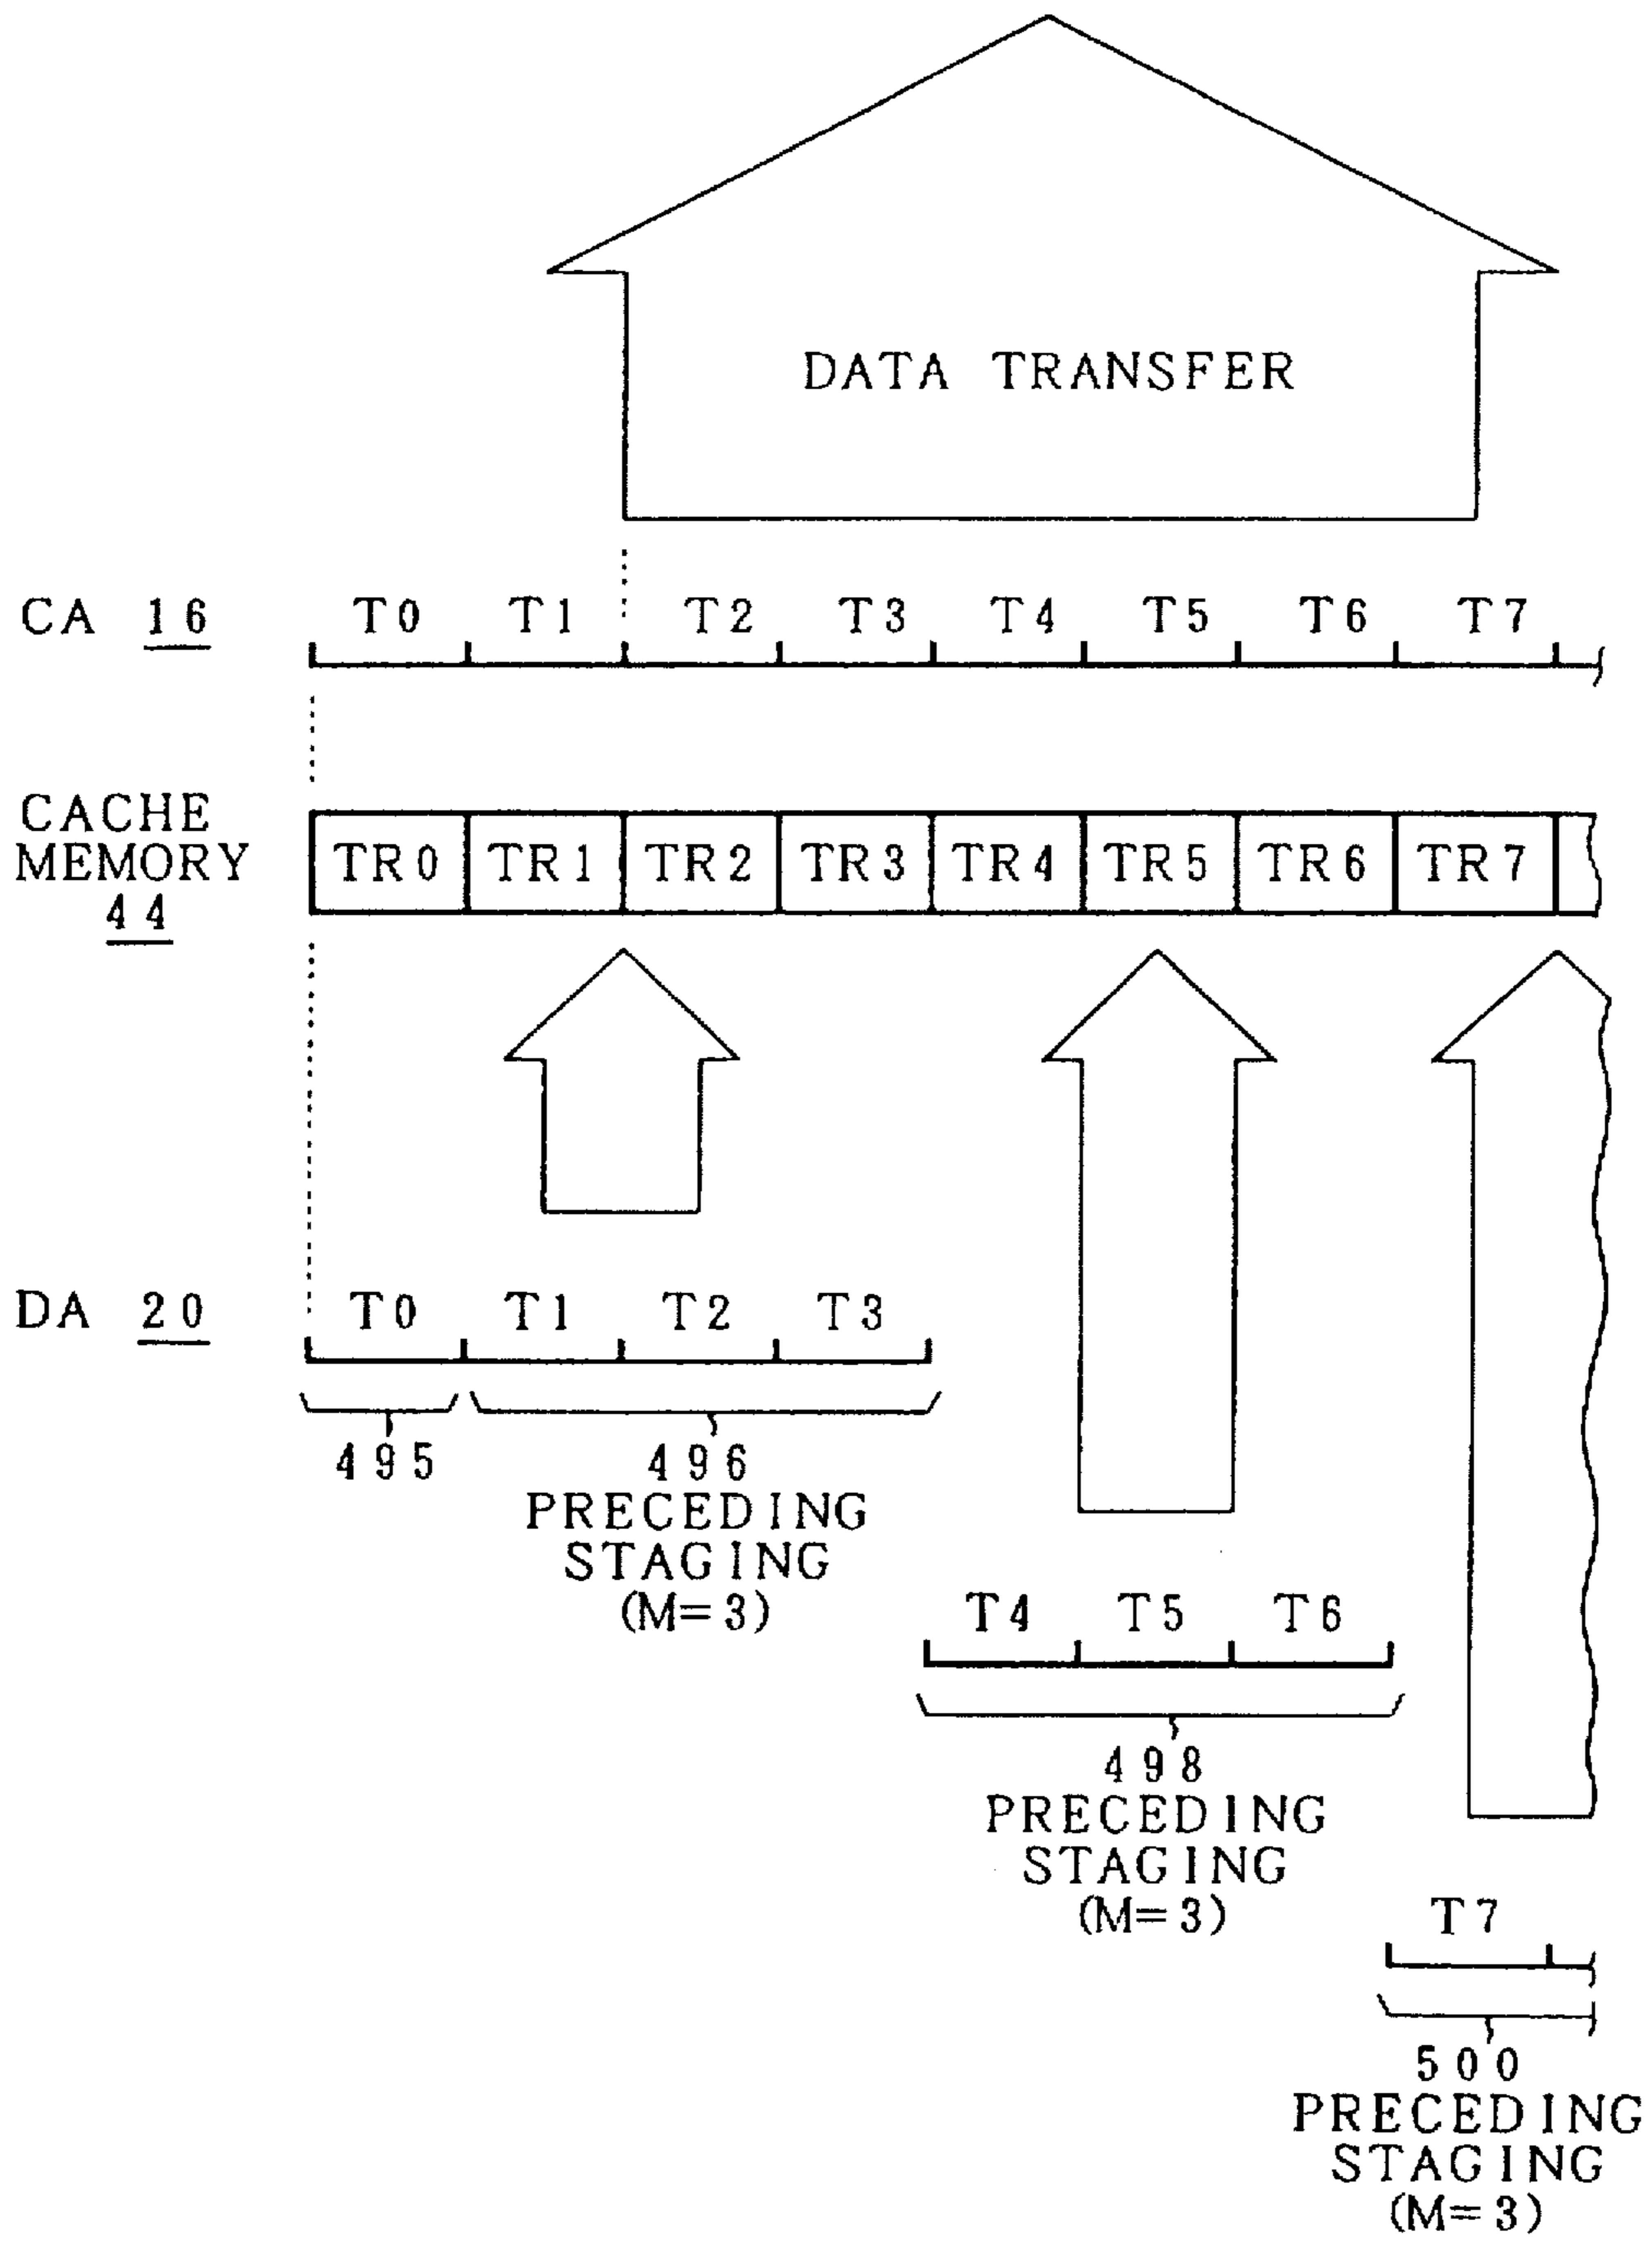 DATA TRANSFER
CA 16 T0 T1 T2 T3 T4 T5 T6 T7
CACHE
MEMORY
44
TR0 TR1 TR2 TR3 TR4 TR5 TR6 TR7
DA 20 T0 T1 T2 T3
495
496
PRECEDING
STAGING
(M=3)
T4 T5 T6
498
PRECEDING
STAGING
(M=3)
T7
500
PRECEDING
STAGING
(M=3)